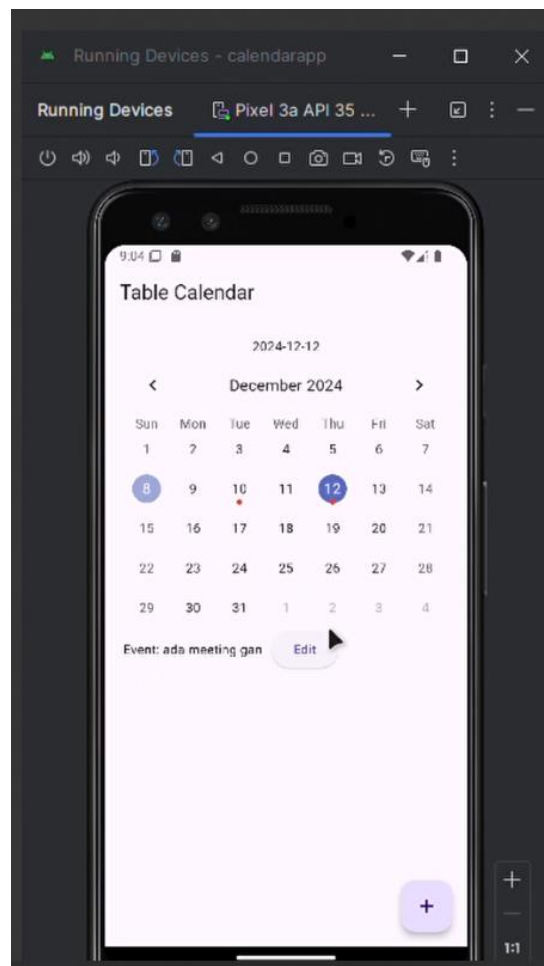 Running Devices - calendarapp
Running Devices Pixel 3a API 35 ...
9:04
Table Calendar
2024-12-12
December 2024
Sun Mon Tue Wed Thu Fri Sat
1 2 3 4 5 6 7
8 9 10 11 12 13 14
15 16 17 18 19 20 21
22 23 24 25 26 27 28
29 30 31 1 2 3 4
Event: ada meeting gan Edit
+
1:1